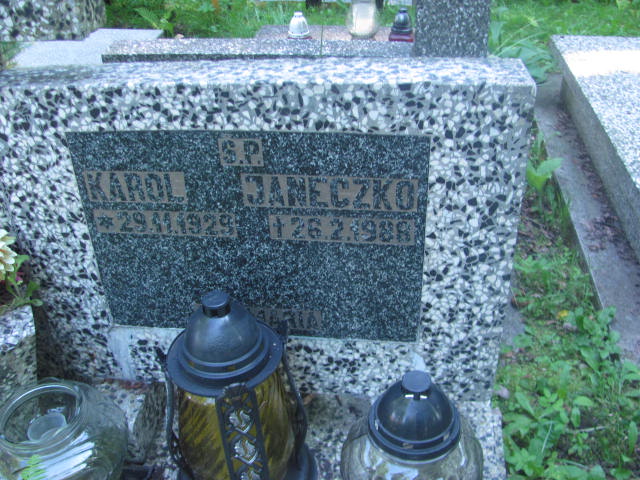 Ś.P.
KAROL JANECZKO
*29.11.1929 †26.2.1988